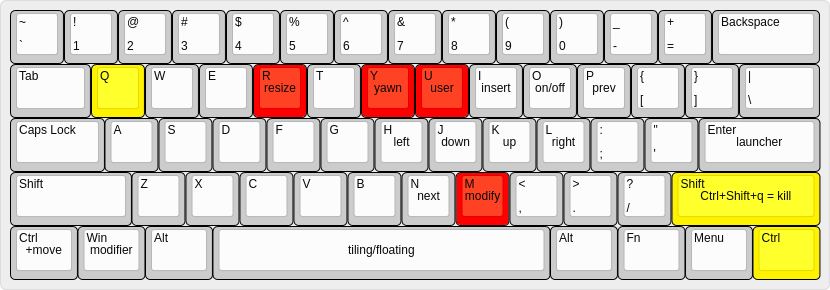 ~ ! @ # $ % ^ & * ( ) _ + Backspace
` 1 2 3 4 5 6 7 8 9 0 - =
Tab Q W E R T Y U I O P { } |
resize yawn user insert on/off prev [ ] \
Caps Lock A S D F G H J K L : " Enter
left down up right ; ' launcher
Shift Z X C V B N M < > ? Shift
next modify , . / Ctrl+Shift+q = kill
Ctrl Win Alt Alt Fn Menu Ctrl
+move modifier tiling/floating